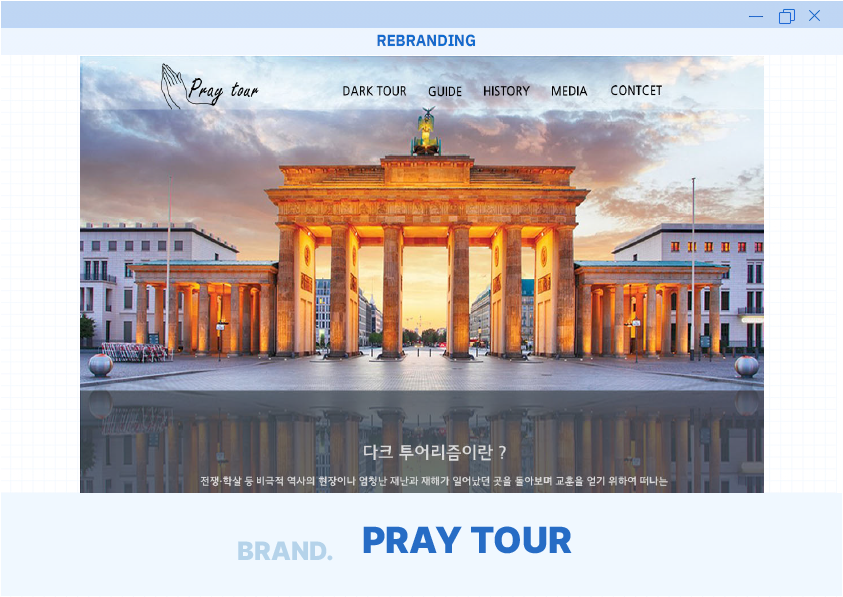 REBRANDING
Pray tour
DARK TOUR GUIDE HISTORY MEDIA CONTCET
다크 투어리즘이란 ?
전쟁·학살 등 비극적 역사의 현장이나 엄청난 재난과 재해가 일어났던 곳을 돌아보며 교훈을 얻기 위하여 떠나는
BRAND. PRAY TOUR